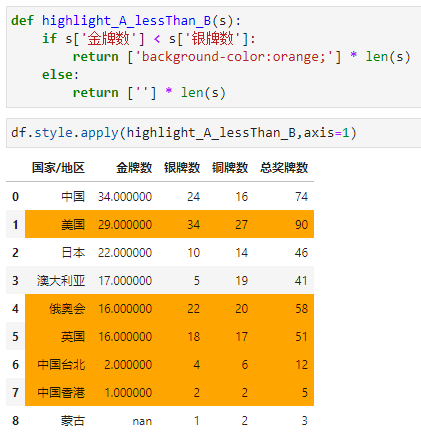 def highlight_A_lessThan_B(s):
    if s['金牌数'] < s['银牌数']:
        return ['background-color:orange;'] * len(s)
    else:
        return [''] * len(s)
df.style.apply(highlight_A_lessThan_B,axis=1)
国家/地区 金牌数 银牌数 铜牌数 总奖牌数
0 中国 34.000000 24 16 74
1 美国 29.000000 34 27 90
2 日本 22.000000 10 14 46
3 澳大利亚 17.000000 5 19 41
4 俄奥会 16.000000 22 20 58
5 英国 16.000000 18 17 51
6 中国台北 2.000000 4 6 12
7 中国香港 1.000000 2 2 5
8 蒙古 nan 1 2 3